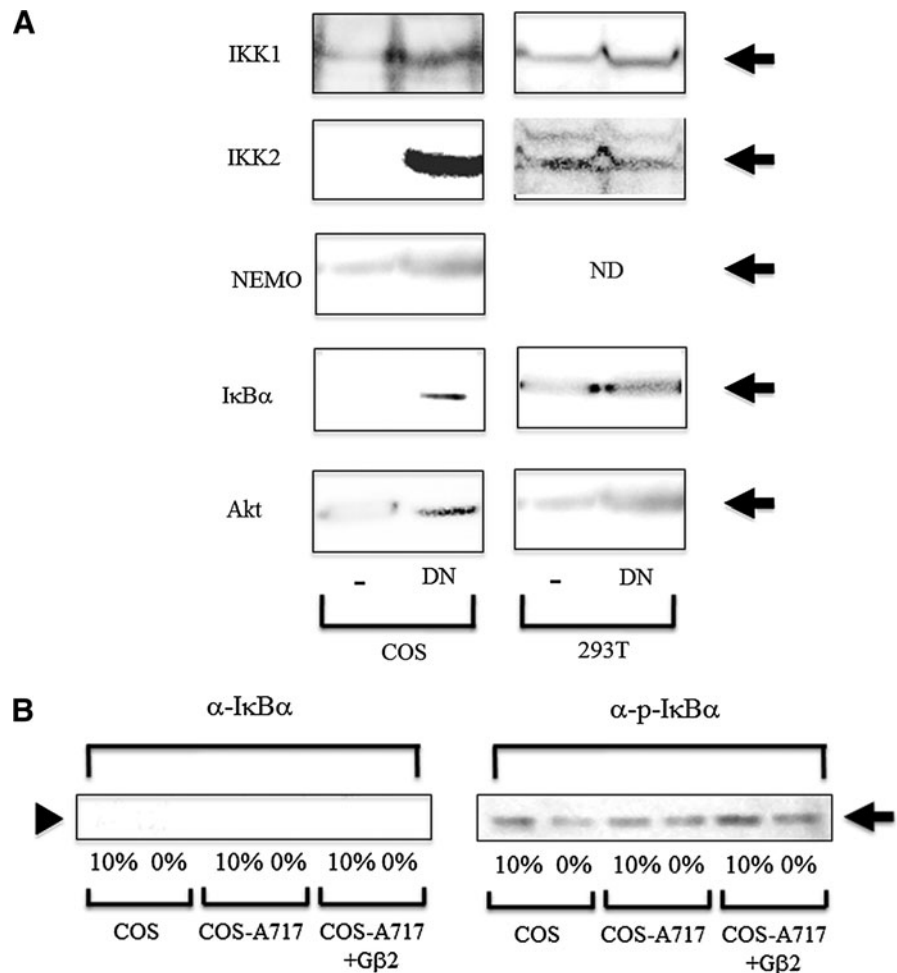 A
IKK1
IKK2
NEMO
ND
IκBα
Akt
- DN - DN
COS 293T
B
α-IκBα α-p-IκBα
10% 0% 10% 0% 10% 0% 10% 0% 10% 0% 10% 0%
COS COS-A717 COS-A717 COS COS-A717 COS-A717
+Gβ2 +Gβ2